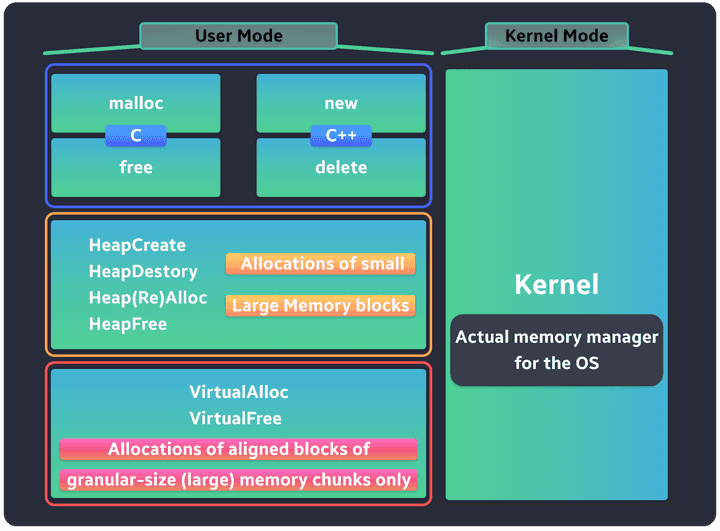 User Mode
Kernel Mode
malloc
C
free
new
C++
delete
HeapCreate
HeapDestory
Heap(Re)Alloc
HeapFree
Allocations of small
Large Memory blocks
VirtualAlloc
VirtualFree
Allocations of aligned blocks of
granular-size (large) memory chunks only
Kernel
Actual memory manager
for the OS